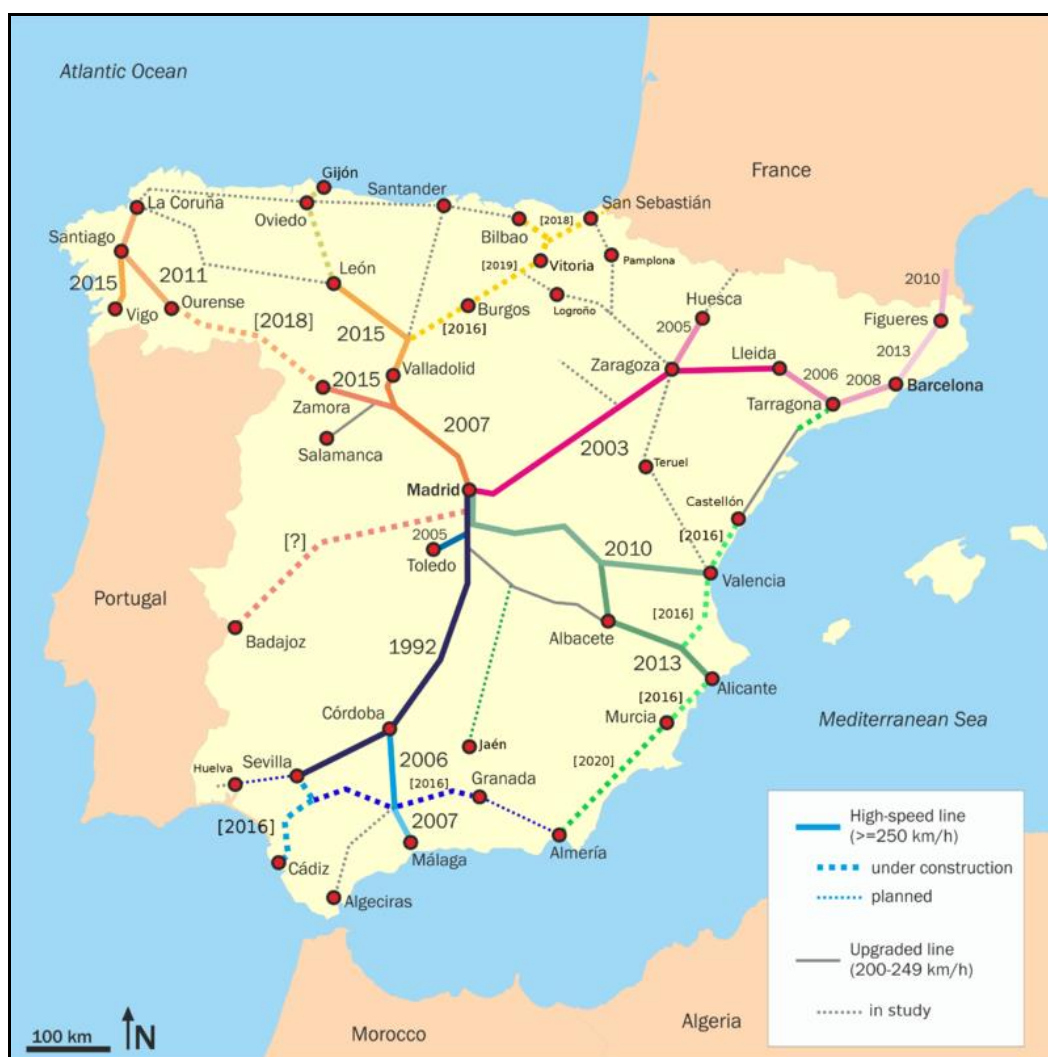 Atlantic Ocean
France
Gijón
Santander
La Coruña
Oviedo
San Sebastián
Bilbao
[2018]
Santiago
2011
León
[2019]
Vitoria
Pamplona
2015
Ourense
Vigo
[2018]
2015
Burgos
[2016]
Logroño
Huesca
2005
2010
Figueres
Valladolid
Zaragoza
Lleida
2013
2006
2008
Barcelona
2015
Zamora
Tarragona
Salamanca
2007
2003
Teruel
Madrid
Castellón
[?]
2005
Toledo
2010
[2016]
Valencia
Portugal
Badajoz
Albacete
[2016]
1992
2013
Alicante
[2016]
Murcia
Mediterranean Sea
Córdoba
Jaén
[2020]
Huelva
Sevilla
2006
[2016]
Granada
[2016]
2007
Málaga
Almería
Cádiz
Algeciras
High-speed line
(>=250 km/h)
under construction
planned
Upgraded line
(200-249 km/h)
in study
100 km
N
Morocco
Algeria